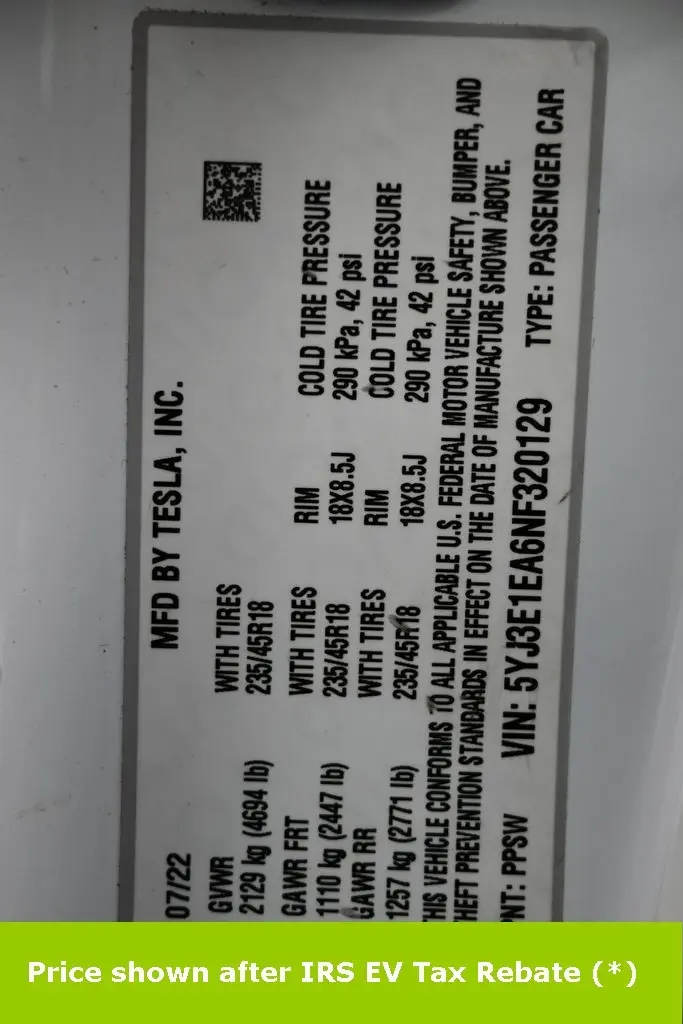 MFD BY TESLA, INC.
07/22
GVWR WITH TIRES
2129 kg (4694 lb) 235/45R18
GAWR FRT WITH TIRES RIM COLD TIRE PRESSURE
1110 kg (2447 lb) 235/45R18 18X8.5J 290 kPa, 42 psi
GAWR RR WITH TIRES RIM COLD TIRE PRESSURE
1257 kg (2771 lb) 235/45R18 18X8.5J 290 kPa, 42 psi
THIS VEHICLE CONFORMS TO ALL APPLICABLE U.S. FEDERAL MOTOR VEHICLE SAFETY, BUMPER, AND
THEFT PREVENTION STANDARDS IN EFFECT ON THE DATE OF MANUFACTURE SHOWN ABOVE.
PNT: PPSW VIN: 5YJ3E1EA6NF320129 TYPE: PASSENGER CAR
Price shown after IRS EV Tax Rebate (*)